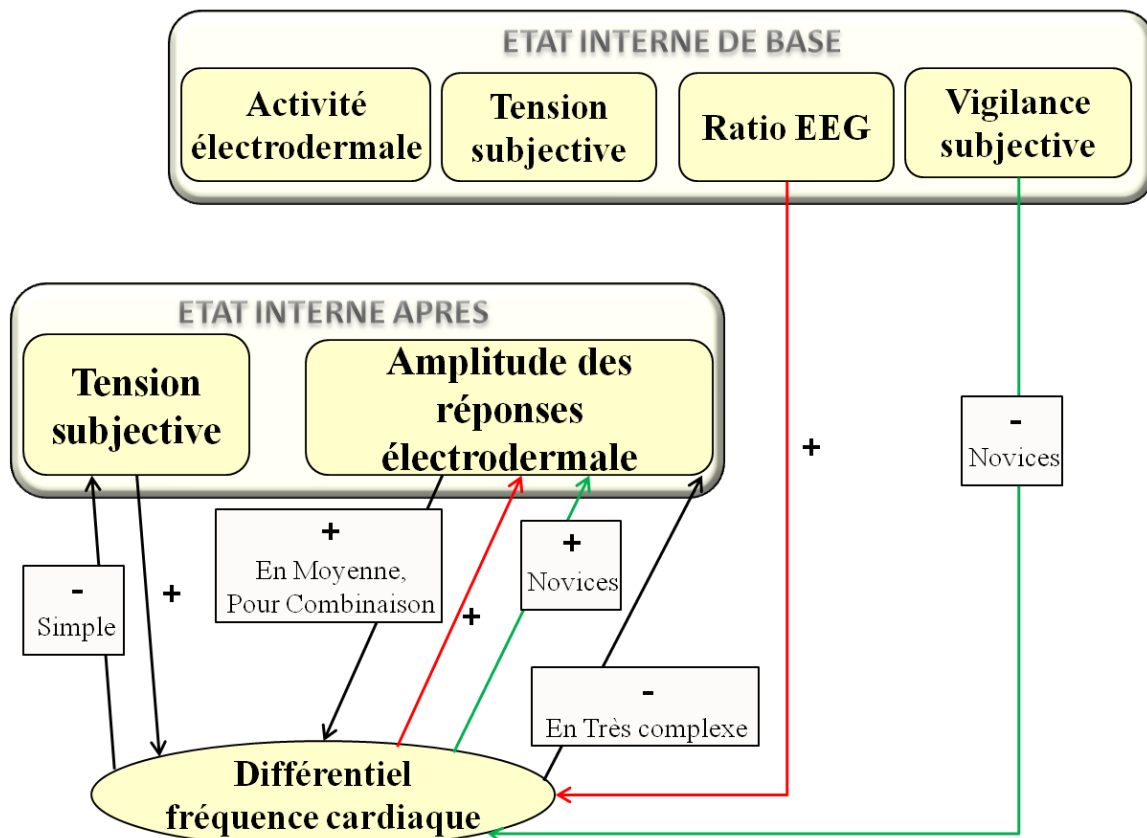 ETAT INTERNE DE BASE
Activité
électrodermale
Tension
subjective
Ratio EEG
Vigilance
subjective
ETAT INTERNE APRES
Tension
subjective
Amplitude des
réponses
électrodermale
+
-
Novices
-
Simple
+
+
En Moyenne,
Pour Combinaison
+
+
Novices
-
En Très complexe
Différentiel
fréquence cardiaque